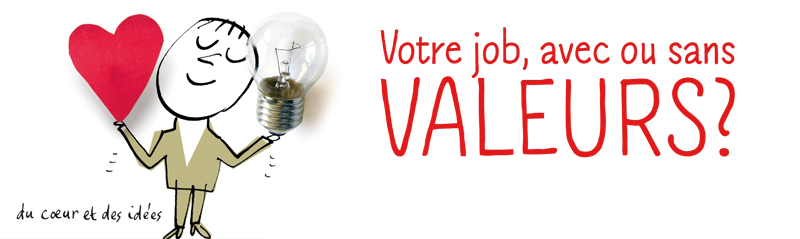 Votre job, avec ou sans
VALEURS?
du cœur et des idées